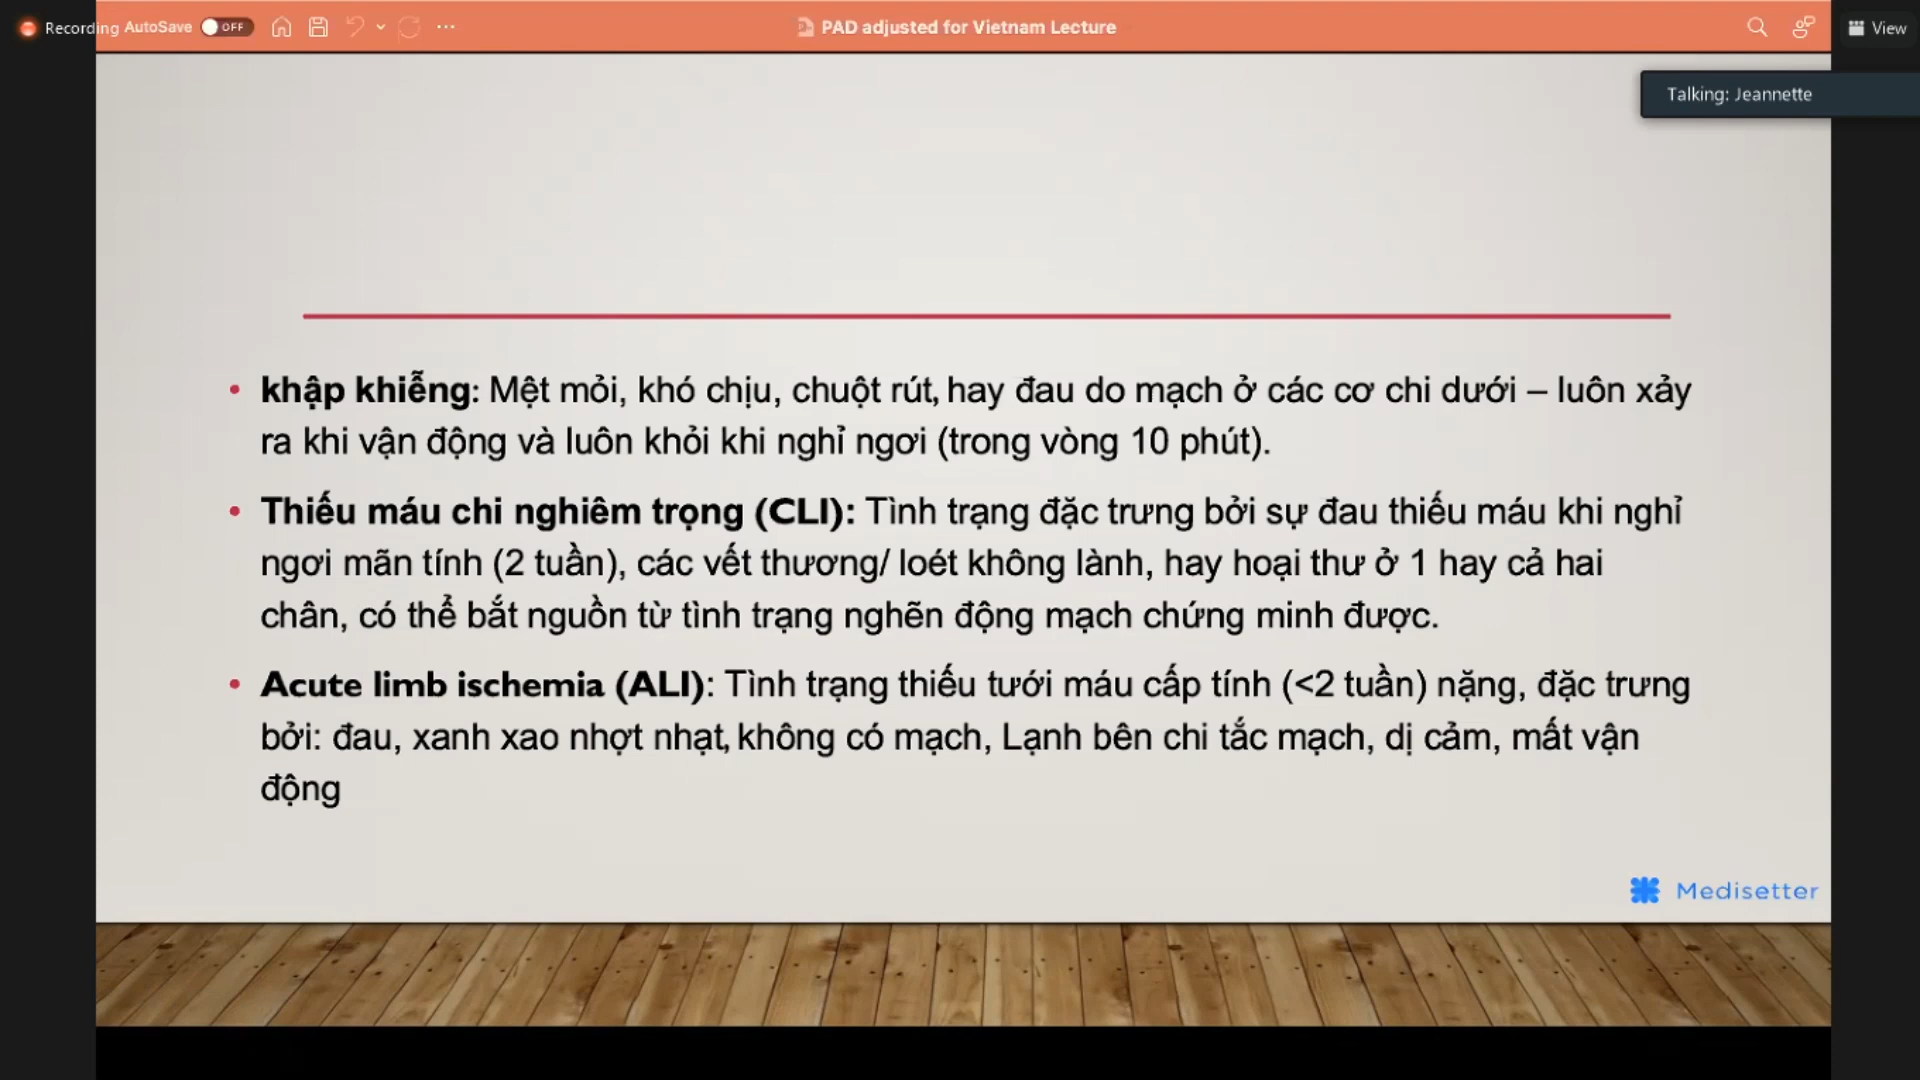 Recording AutoSave OFF
PAD adjusted for Vietnam Lecture
View
Talking: Jeannette
• khập khiễng: Mệt mỏi, khó chịu, chuột rút, hay đau do mạch ở các cơ chi dưới – luôn xảy
ra khi vận động và luôn khỏi khi nghỉ ngơi (trong vòng 10 phút).
• Thiếu máu chi nghiêm trọng (CLI): Tình trạng đặc trưng bởi sự đau thiếu máu khi nghỉ
ngơi mãn tính (2 tuần), các vết thương/ loét không lành, hay hoại thư ở 1 hay cả hai
chân, có thể bắt nguồn từ tình trạng nghẽn động mạch chứng minh được.
• Acute limb ischemia (ALI): Tình trạng thiếu tưới máu cấp tính (<2 tuần) nặng, đặc trưng
bởi: đau, xanh xao nhợt nhạt, không có mạch, Lạnh bên chi tắc mạch, dị cảm, mất vận
động
Medisetter